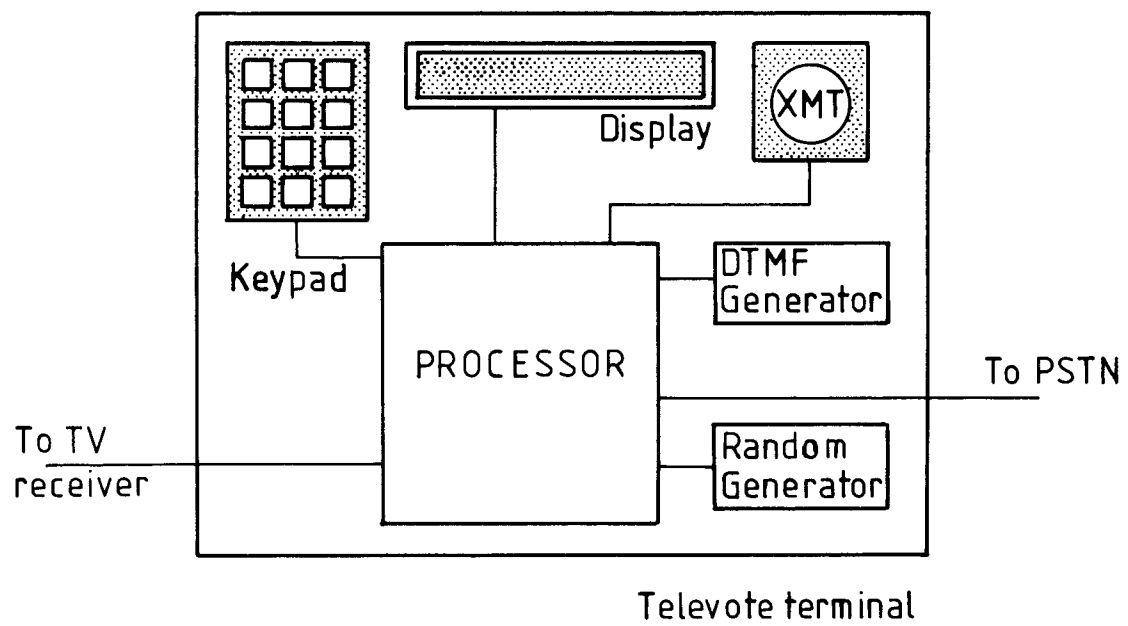 XMT
Display
Keypad
DTMF
Generator
PROCESSOR
To PSTN
To TV
receiver
Random
Generator
Televote terminal